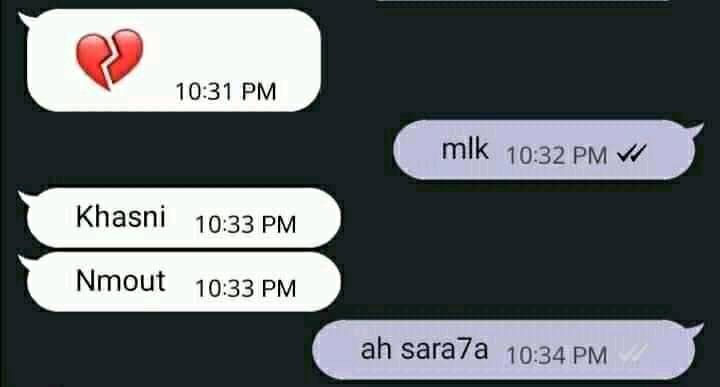 💔 10:31 PM
mlk 10:32 PM
Khasni 10:33 PM
Nmout 10:33 PM
ah sara7a 10:34 PM